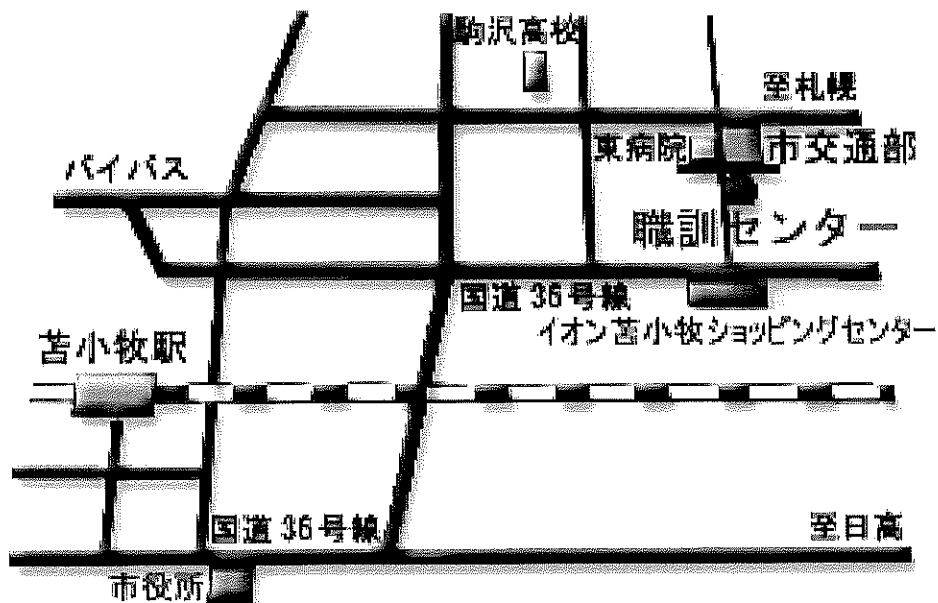 駒沢高校
至札幌
東病院
市交通部
バイパス
職訓センター
国道36号線
イオン苫小牧ショッピングセンター
苫小牧駅
国道36号線
至日高
市役所